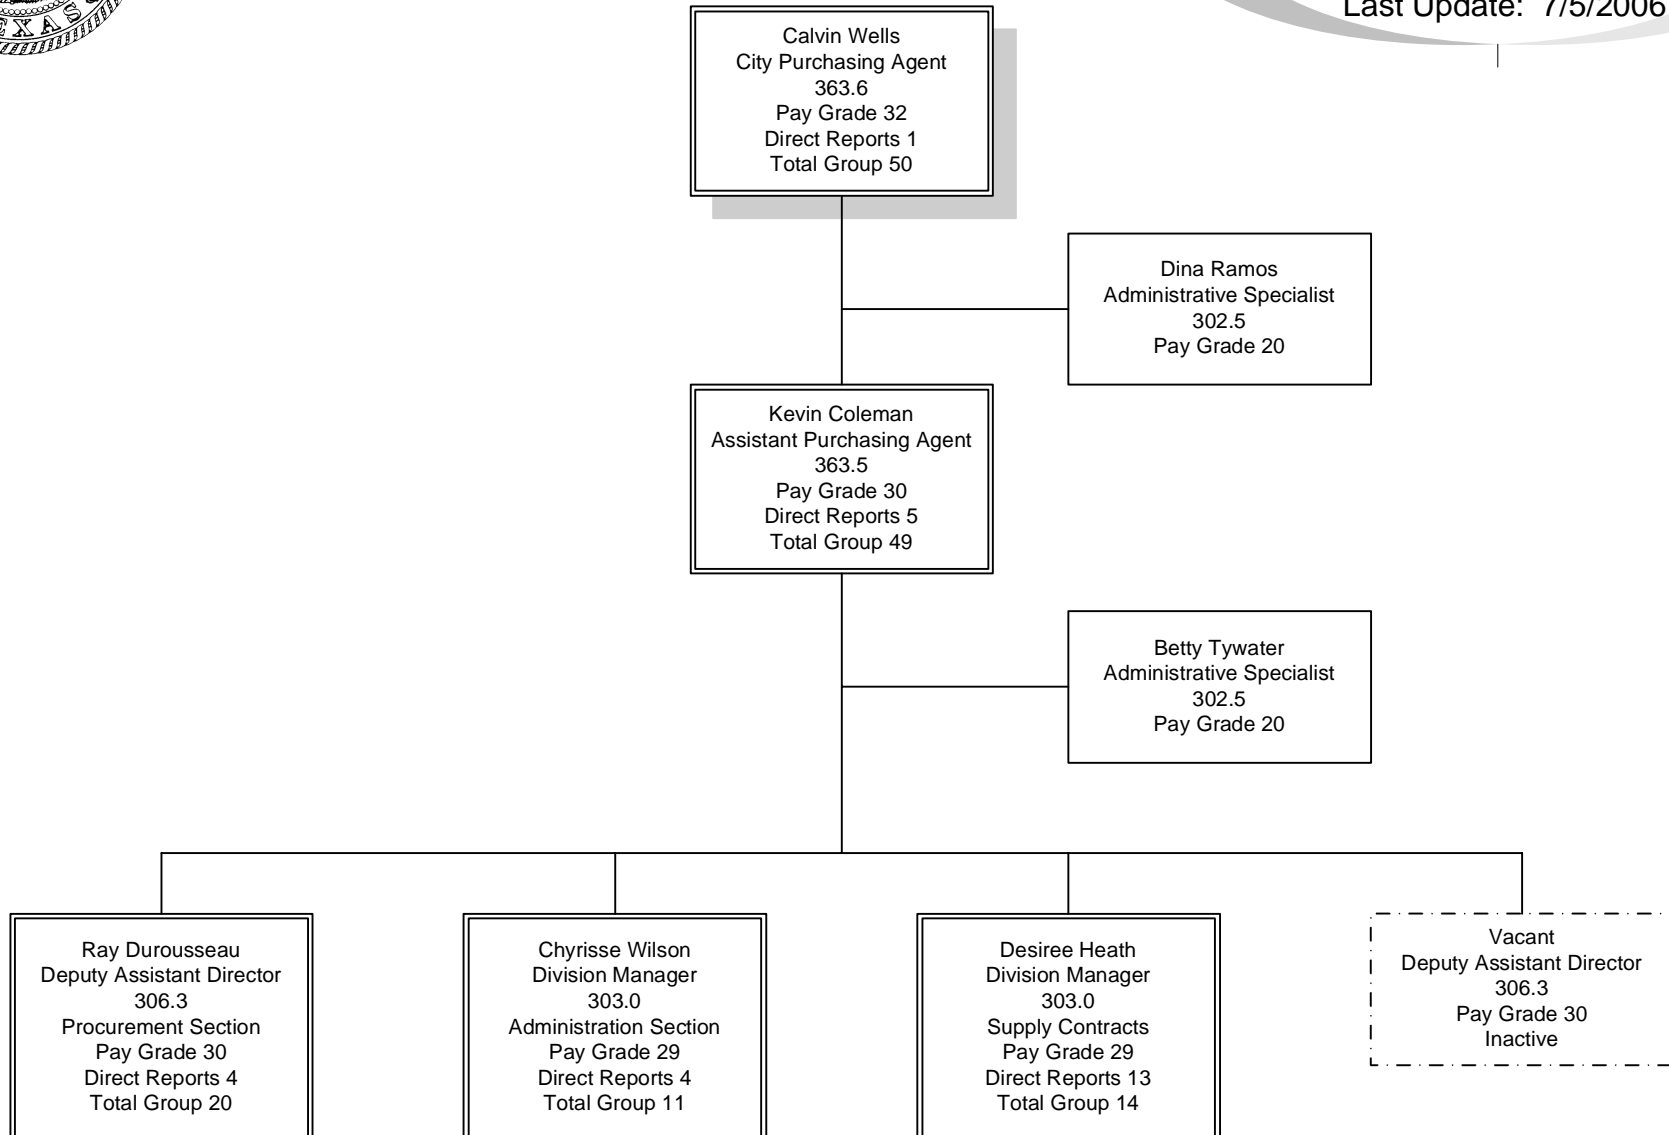 TEXAS
Last Update: 7/5/2006
Calvin Wells
City Purchasing Agent
363.6
Pay Grade 32
Direct Reports 1
Total Group 50
Dina Ramos
Administrative Specialist
302.5
Pay Grade 20
Kevin Coleman
Assistant Purchasing Agent
363.5
Pay Grade 30
Direct Reports 5
Total Group 49
Betty Tywater
Administrative Specialist
302.5
Pay Grade 20
Ray Durousseau
Deputy Assistant Director
306.3
Procurement Section
Pay Grade 30
Direct Reports 4
Total Group 20
Chyrisse Wilson
Division Manager
303.0
Administration Section
Pay Grade 29
Direct Reports 4
Total Group 11
Desiree Heath
Division Manager
303.0
Supply Contracts
Pay Grade 29
Direct Reports 13
Total Group 14
Vacant
Deputy Assistant Director
306.3
Pay Grade 30
Inactive